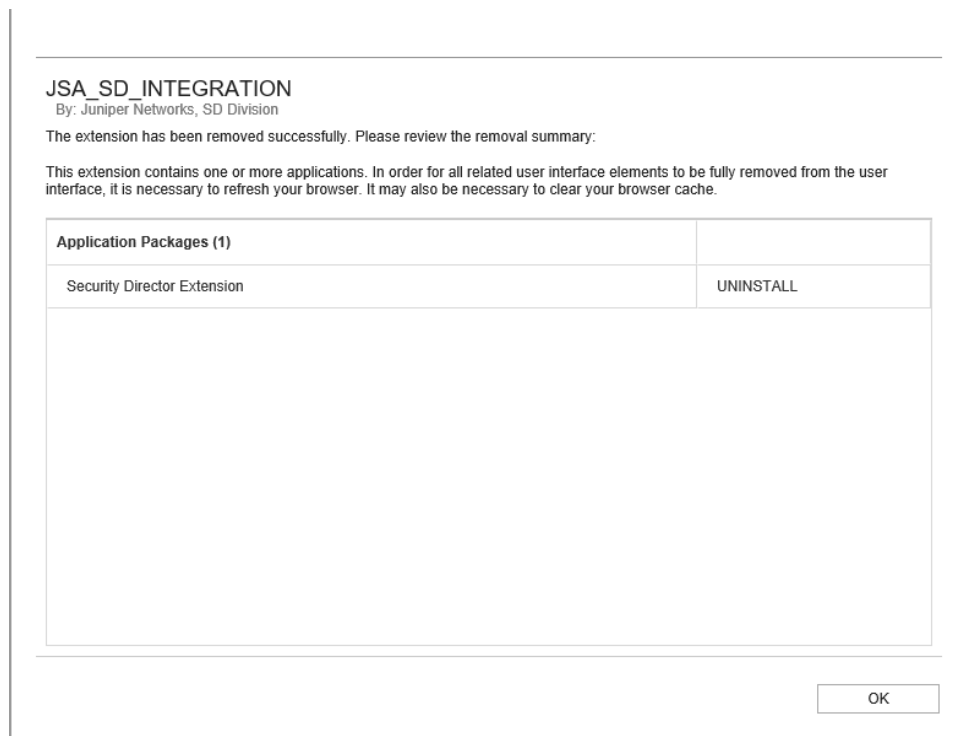 JSA_SD_INTEGRATION
By: Juniper Networks, SD Division
The extension has been removed successfully. Please review the removal summary:
This extension contains one or more applications. In order for all related user interface elements to be fully removed from the user
interface, it is necessary to refresh your browser. It may also be necessary to clear your browser cache.
Application Packages (1)
Security Director Extension UNINSTALL
OK